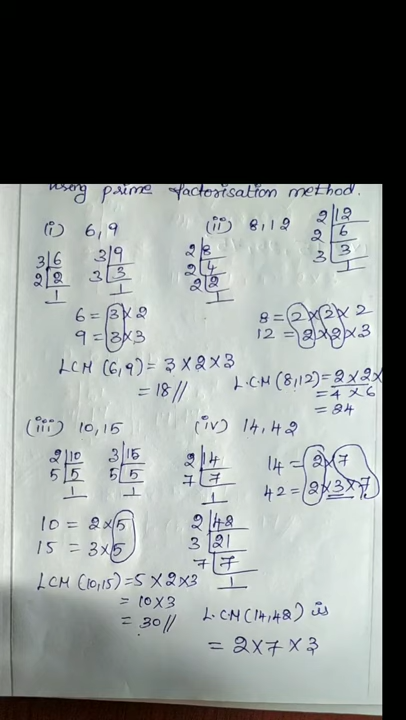 using prime factorisation method.
(i) 6,9
3|6
2|2
1
3|9
3|3
1
6 = 3×2
9 = 3×3
LCM (6,9) = 3×2×3
= 18//
(ii) 8,12
2|8
2|4
2|2
1
2|12
2|6
3|3
1
8 = 2×2×2
12 = 2×2×3
L.C.M (8,12) = 2×2×
= 4×6
= 24
(iii) 10,15
2|10
5|5
1
3|15
5|5
1
10 = 2×5
15 = 3×5
LCM (10,15) = 5×2×3
= 10×3
= 30//
(iv) 14,42
2|14
7|7
1
14 = 2×7
42 = 2×3×7
2|42
3|21
7|7
1
L.CM (14,42) is
= 2×7×3